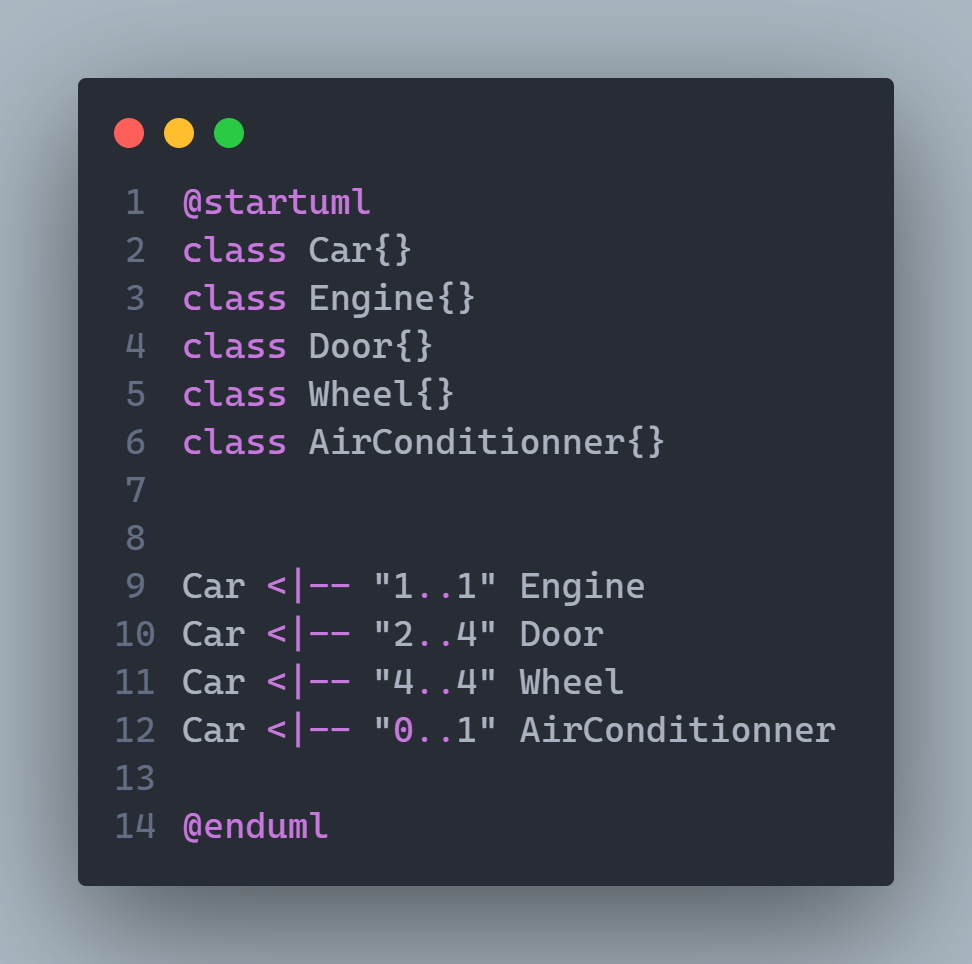 1 @startuml
2 class Car{}
3 class Engine{}
4 class Door{}
5 class Wheel{}
6 class AirConditionner{}
7
8
9 Car <|-- "1..1" Engine
10 Car <|-- "2..4" Door
11 Car <|-- "4..4" Wheel
12 Car <|-- "0..1" AirConditionner
13
14 @enduml